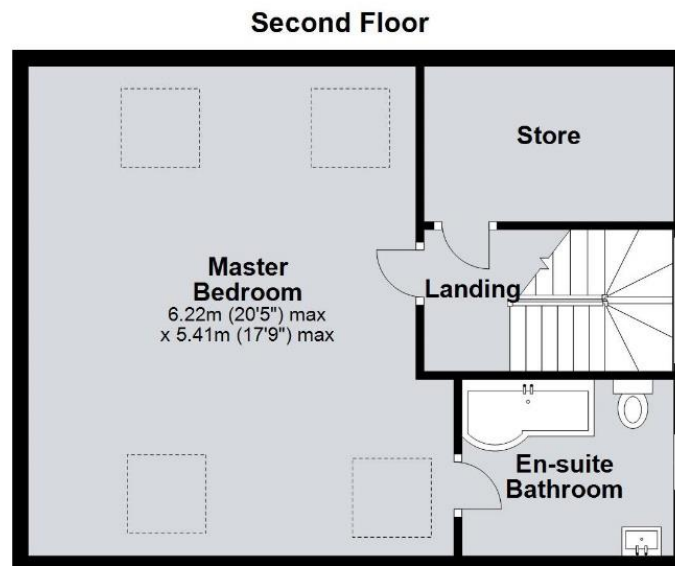 Second Floor
Store
Master
Bedroom
6.22m (20'5") max
x 5.41m (17'9") max
Landing
En-suite
Bathroom